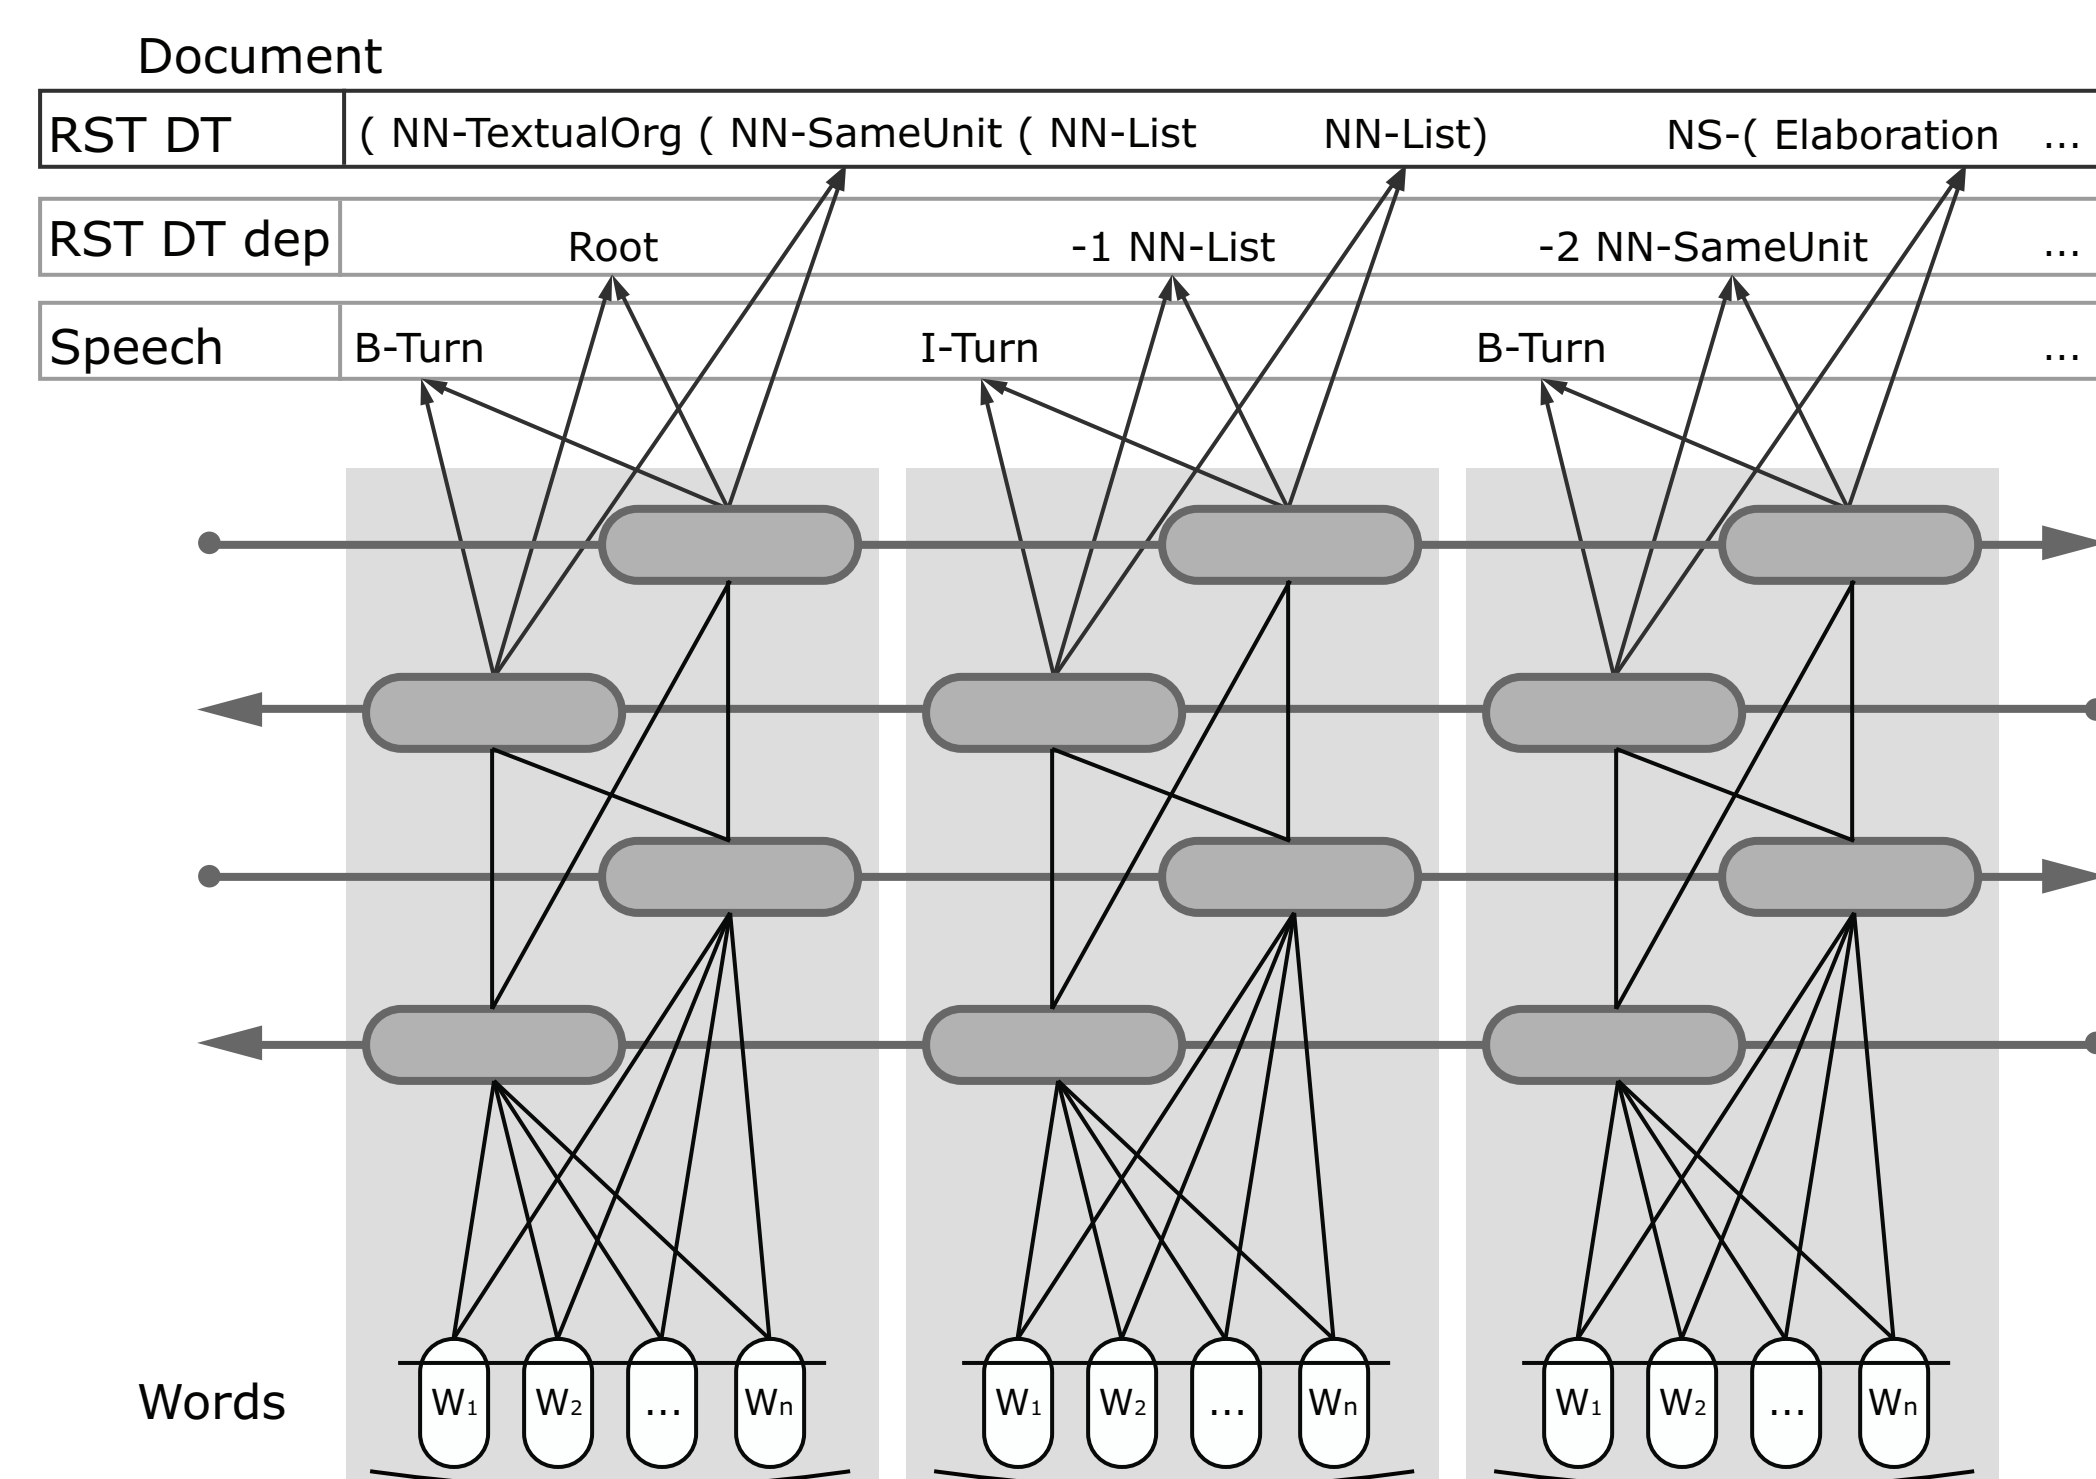 Document
RST DT ( NN-TextualOrg ( NN-SameUnit ( NN-List NN-List) NS-( Elaboration ...
RST DT dep Root -1 NN-List -2 NN-SameUnit ...
Speech B-Turn I-Turn B-Turn ...
Words W1 W2 ... Wn W1 W2 ... Wn W1 W2 ... Wn